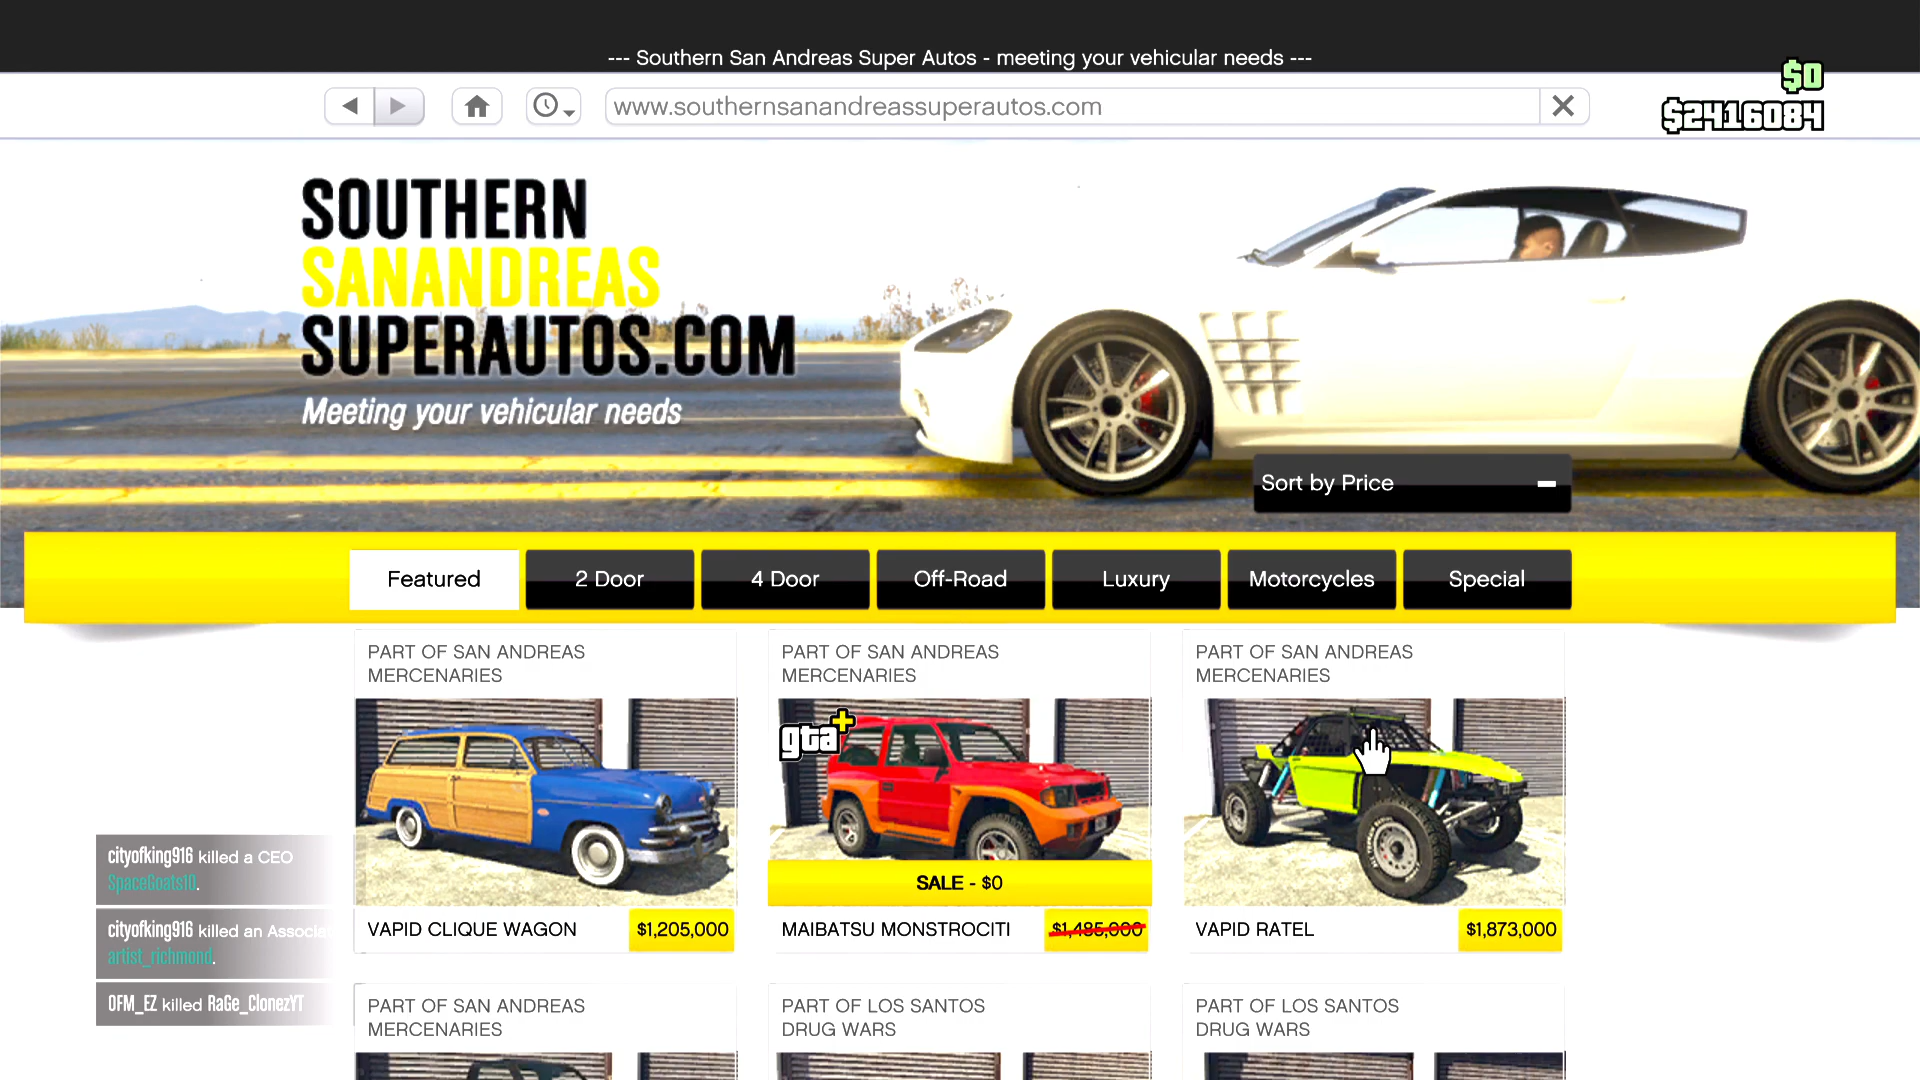 --- Southern San Andreas Super Autos - meeting your vehicular needs ---
www.southernsanandreassuperautos.com
$0
$2416084
SOUTHERN
SANANDREAS
SUPERAUTOS.COM
Meeting your vehicular needs
Sort by Price
Featured
2 Door
4 Door
Off-Road
Luxury
Motorcycles
Special
PART OF SAN ANDREAS
MERCENARIES
VAPID CLIQUE WAGON
$1,205,000
PART OF SAN ANDREAS
MERCENARIES
gta+
SALE - $0
MAIBATSU MONSTROCITI
$1,485,000
PART OF SAN ANDREAS
MERCENARIES
VAPID RATEL
$1,873,000
cityofking916 killed a CEO
SpaceGoats10.
cityofking916 killed an Associa
artist_richmond.
OFM_EZ killed RaGe_ClonezYT
PART OF SAN ANDREAS
MERCENARIES
PART OF LOS SANTOS
DRUG WARS
PART OF LOS SANTOS
DRUG WARS